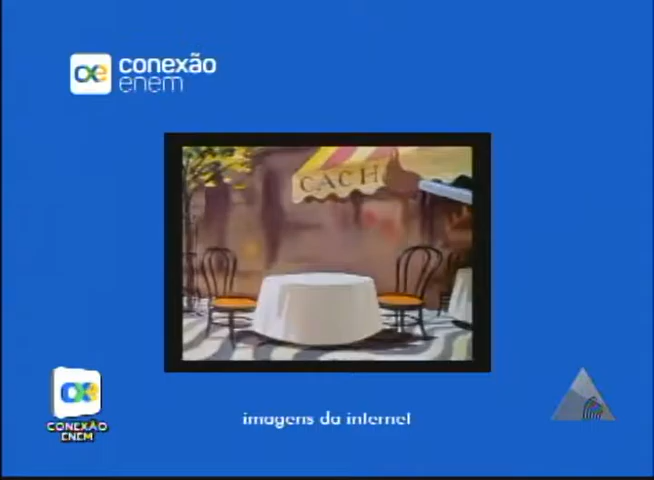 conexão
enem
CACH
CONEXÃO
ENEM
imagens da internet